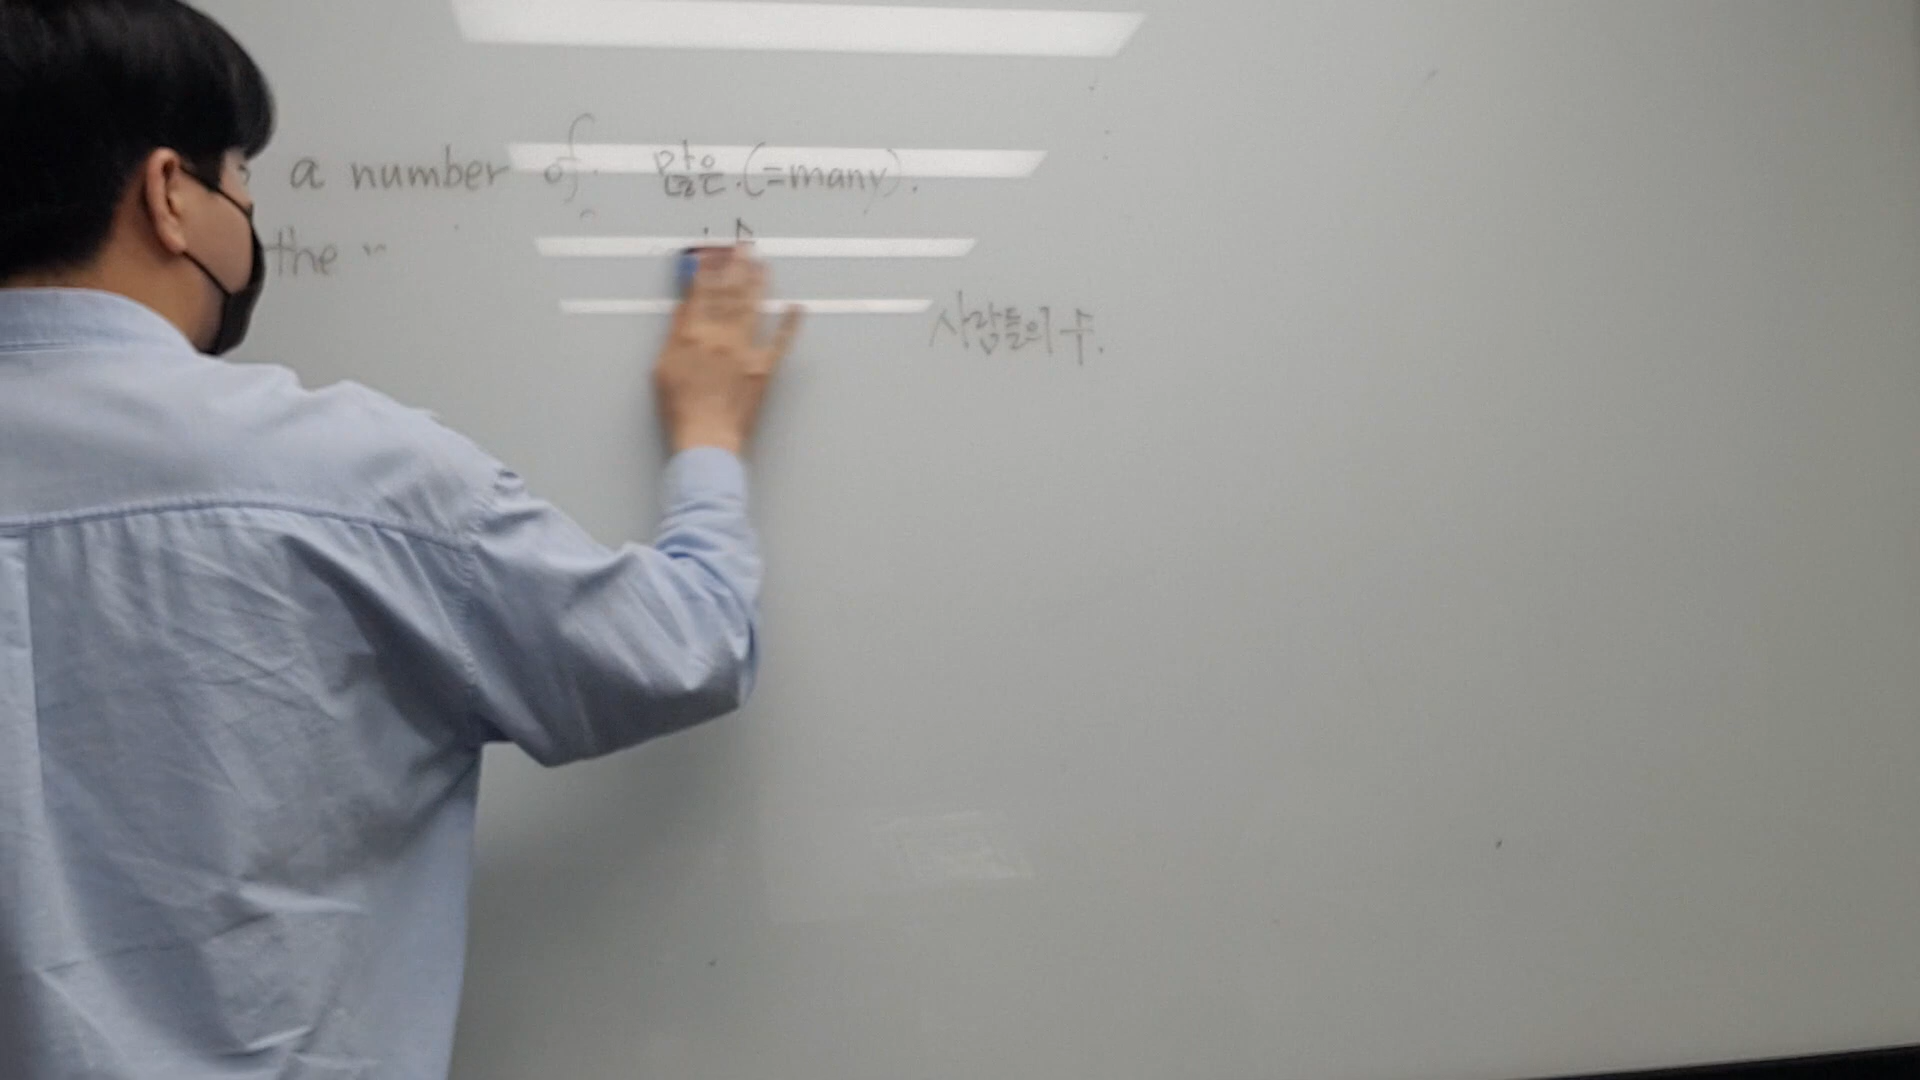 a number of 많은 (=many).
the "
사람들의 수.